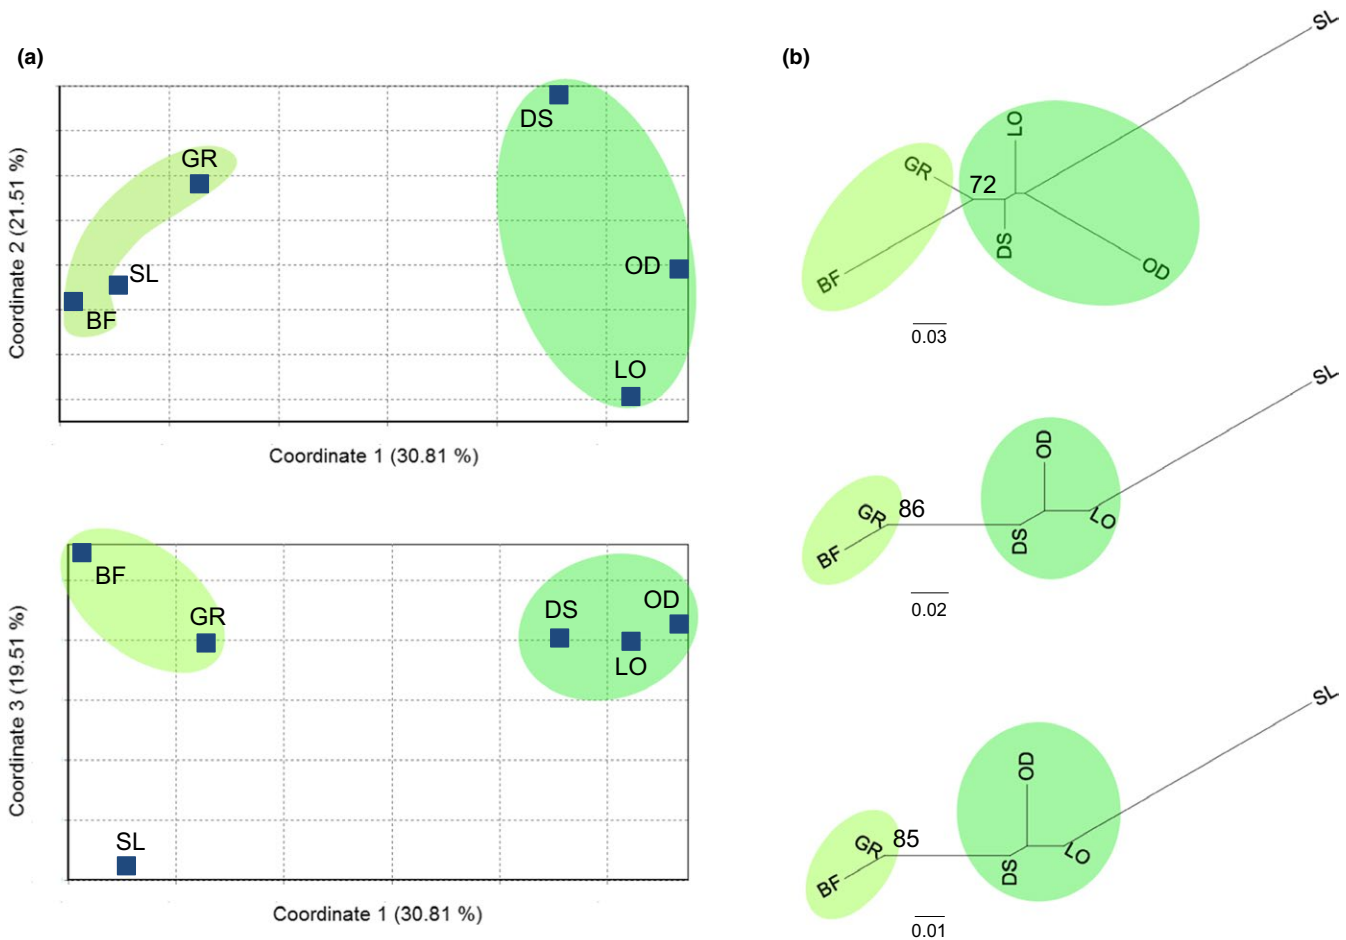 (a)
Coordinate 2 (21.51 %)
GR
SL
BF
DS
OD
LO
Coordinate 1 (30.81 %)
Coordinate 3 (19.51 %)
BF
GR
SL
DS
OD
LO
Coordinate 1 (30.81 %)
(b)
SL
LO
GR
72
DS
BF
OD
0.03
SL
OD
GR
86
LO
DS
BF
0.02
SL
OD
GR
85
LO
DS
BF
0.01